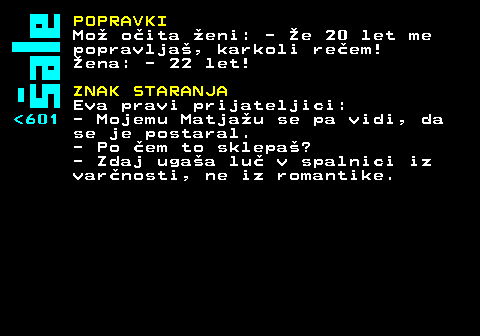 Šale
<601
POPRAVKI
Mož očita ženi: - Že 20 let me
popravljaš, karkoli rečem!
Žena: - 22 let!
ZNAK STARANJA
Eva pravi prijateljici:
- Mojemu Matjažu se pa vidi, da
se je postaral.
- Po čem to sklepaš?
- Zdaj ugaša luč v spalnici iz
varčnosti, ne iz romantike.